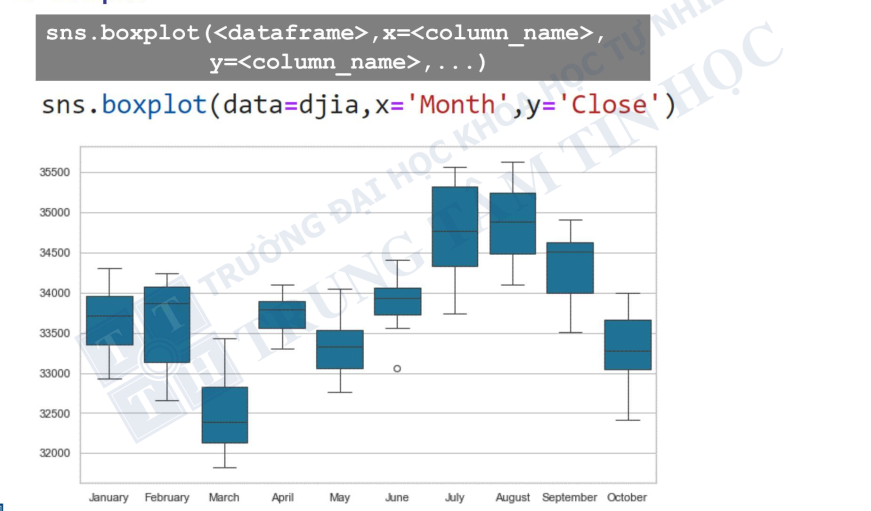 sns.boxplot(<dataframe>,x=<column_name>,
y=<column_name>,...)
sns.boxplot(data=djia,x='Month',y='Close')
35500
35000
34500
34000
33500
33000
32500
32000
January February March April May June July August September October
TRƯỜNG ĐẠI HỌC KHOA HỌC TỰ NHIÊN
TRUNG TÂM TIN HỌC